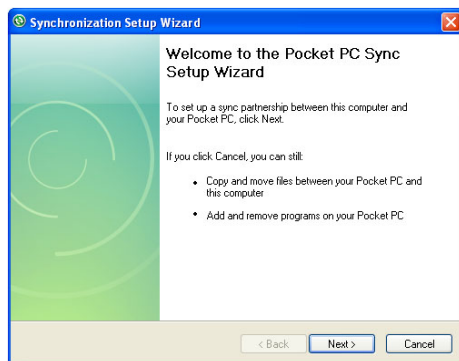 Synchronization Setup Wizard
Welcome to the Pocket PC Sync
Setup Wizard
To set up a sync partnership between this computer and
your Pocket PC, click Next.
If you click Cancel, you can still:
• Copy and move files between your Pocket PC and
this computer
• Add and remove programs on your Pocket PC
< Back Next > Cancel